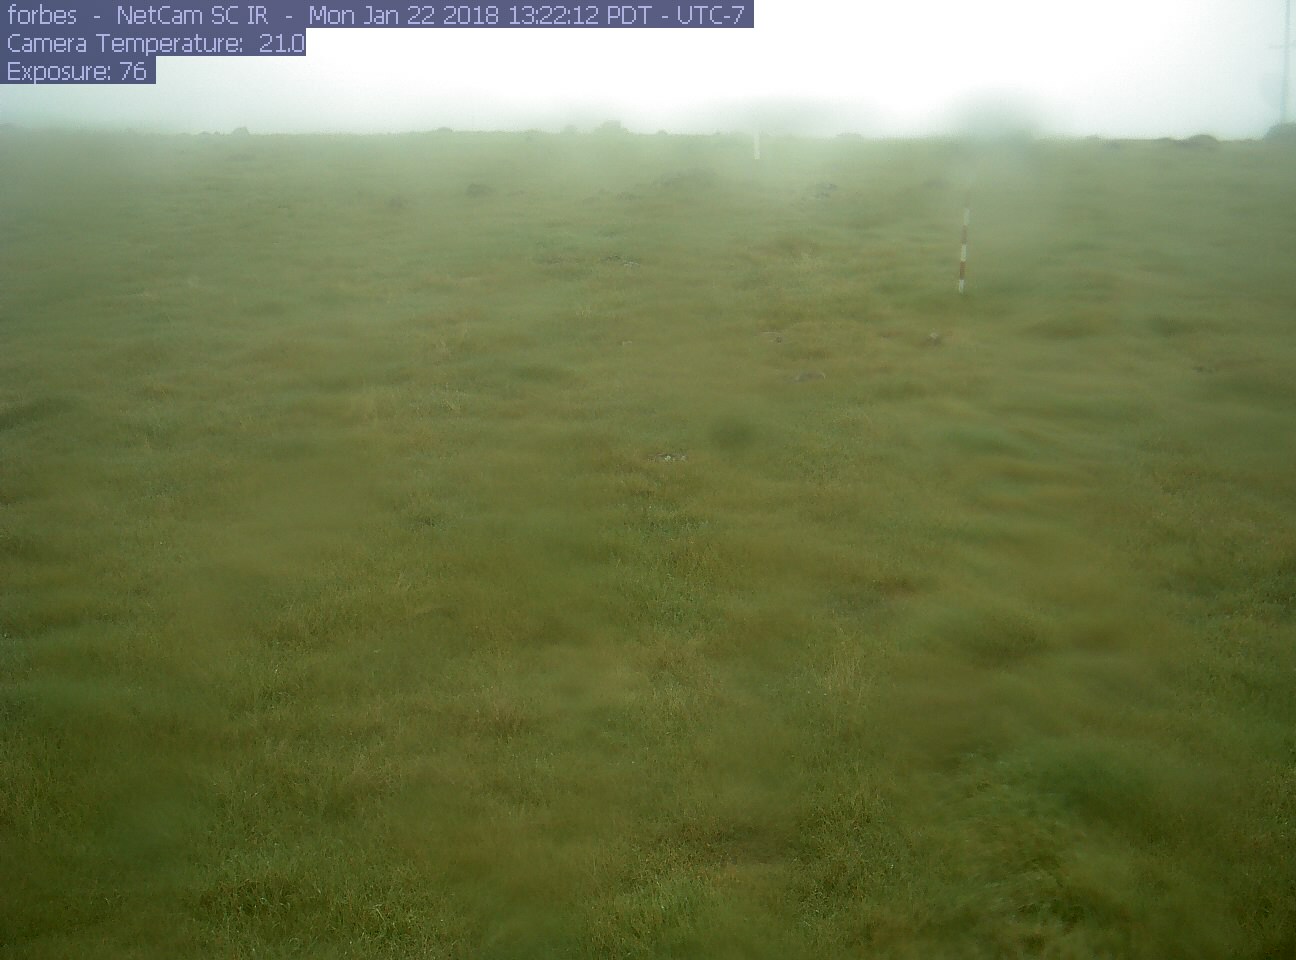 forbes - NetCam SC IR - Mon Jan 22 2018 13:22:12 PDT - UTC-7
Camera Temperature: 21.0
Exposure: 76